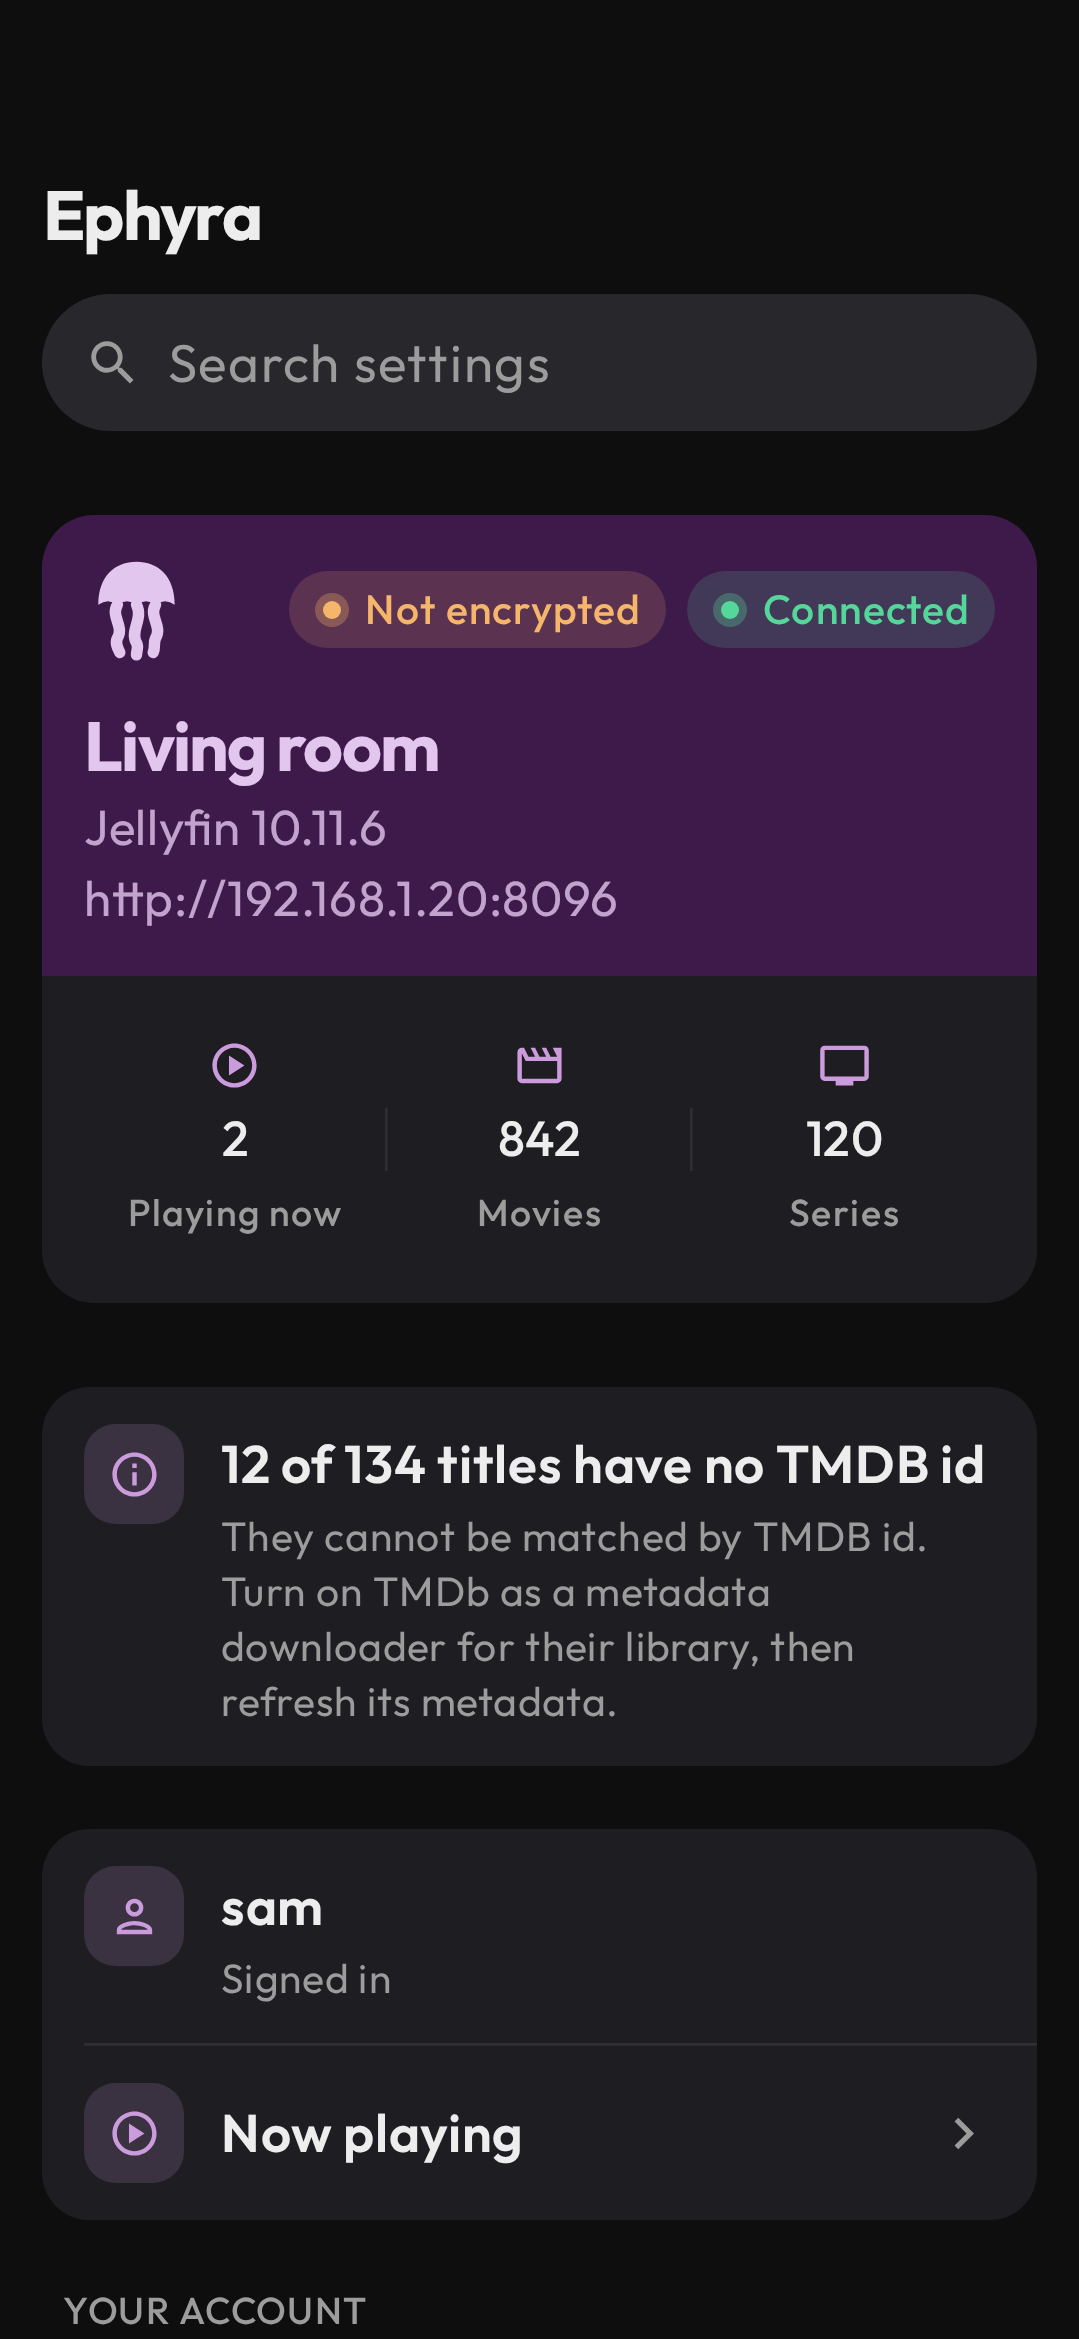 Ephyra
Search settings
Not encrypted
Connected
Living room
Jellyfin 10.11.6
http://192.168.1.20:8096
2
842
120
Playing now
Movies
Series
12 of 134 titles have no TMDB id
They cannot be matched by TMDB id.
Turn on TMDb as a metadata
downloader for their library, then
refresh its metadata.
sam
Signed in
Now playing
YOUR ACCOUNT